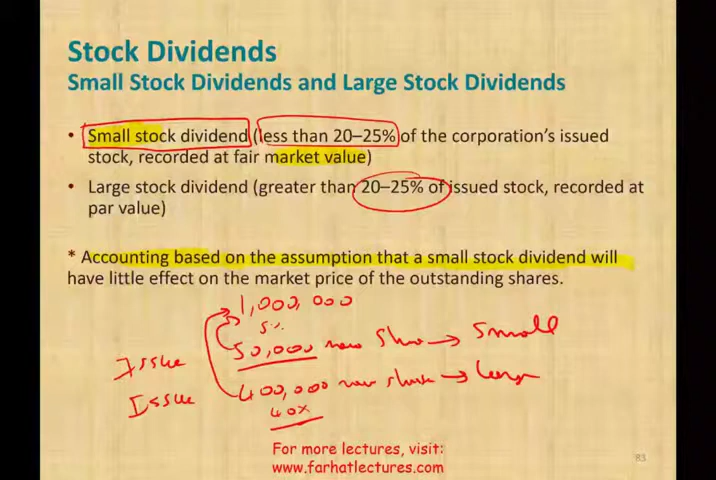 Stock Dividends
Small Stock Dividends and Large Stock Dividends
• Small stock dividend (less than 20–25% of the corporation's issued
stock, recorded at fair market value)
• Large stock dividend (greater than 20–25% of issued stock, recorded at
par value)
* Accounting based on the assumption that a small stock dividend will
have little effect on the market price of the outstanding shares.
1,000,000
5%
Issue 50,000 new → Small
Issue 400,000 new share → large
40%
For more lectures, visit:
www.farhatlectures.com
83